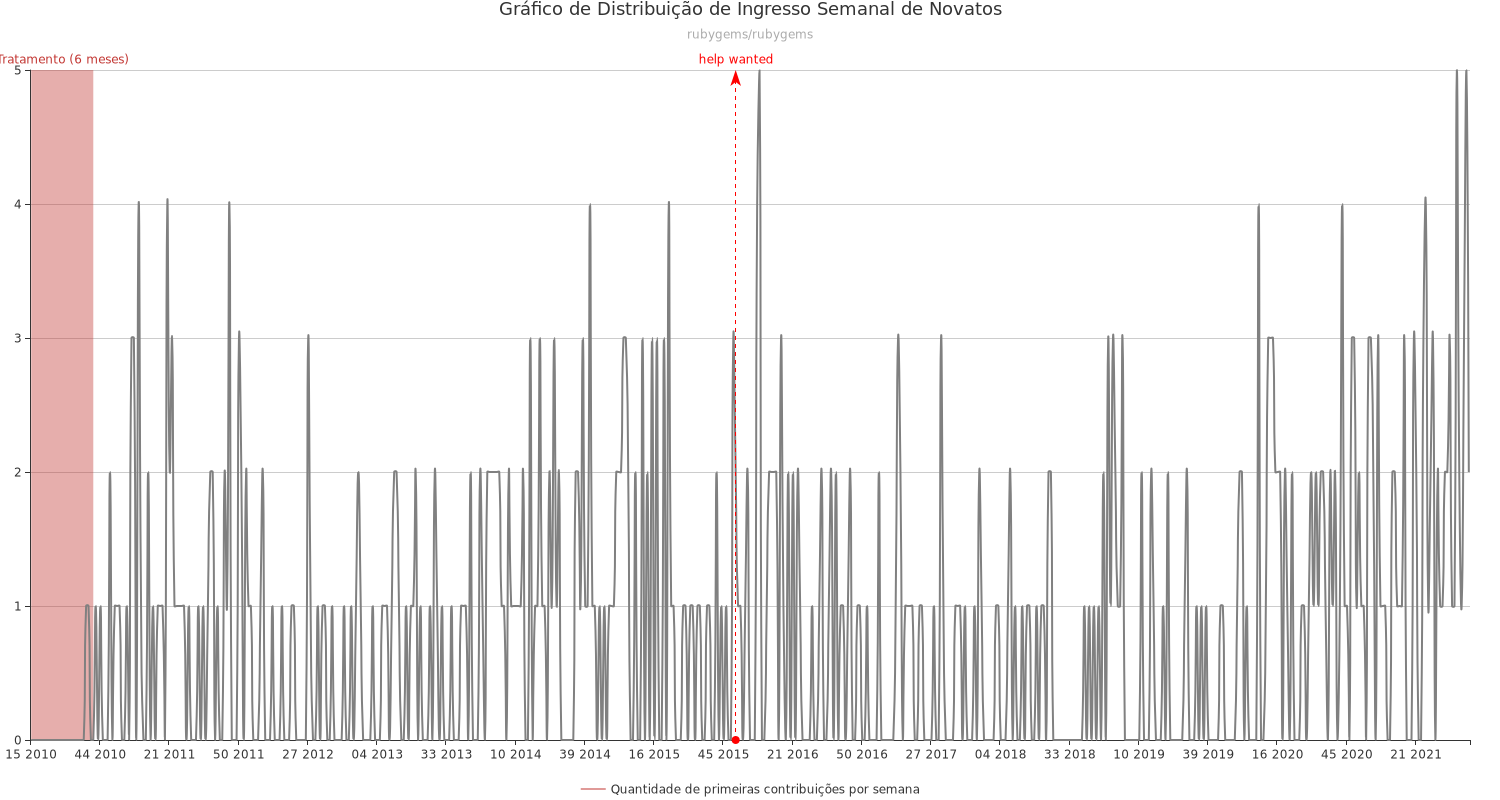 Gráfico de Distribuição de Ingresso Semanal de Novatos
rubygems/rubygems
Tratamento (6 meses)
help wanted
5
4
3
2
1
0
15 2010 44 2010 21 2011 50 2011 27 2012 04 2013 33 2013 10 2014 39 2014 16 2015 45 2015 21 2016 50 2016 27 2017 04 2018 33 2018 10 2019 39 2019 16 2020 45 2020 21 2021
Quantidade de primeiras contribuições por semana